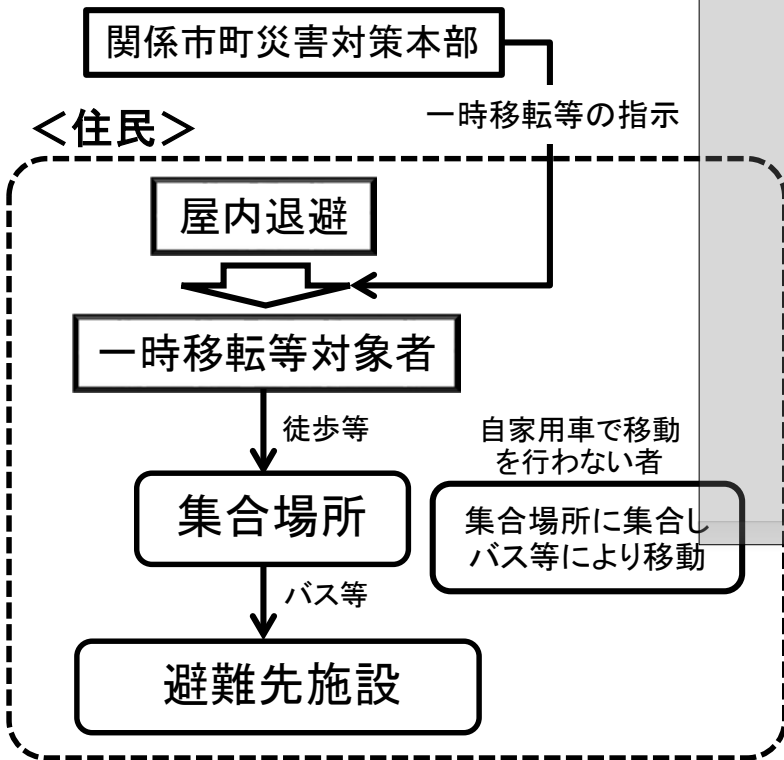 関係市町災害対策本部
一時移転等の指示
＜住民＞
屋内退避
一時移転等対象者
徒歩等
自家用車で移動
を行わない者
集合場所
集合場所に集合し
バス等により移動
バス等
避難先施設